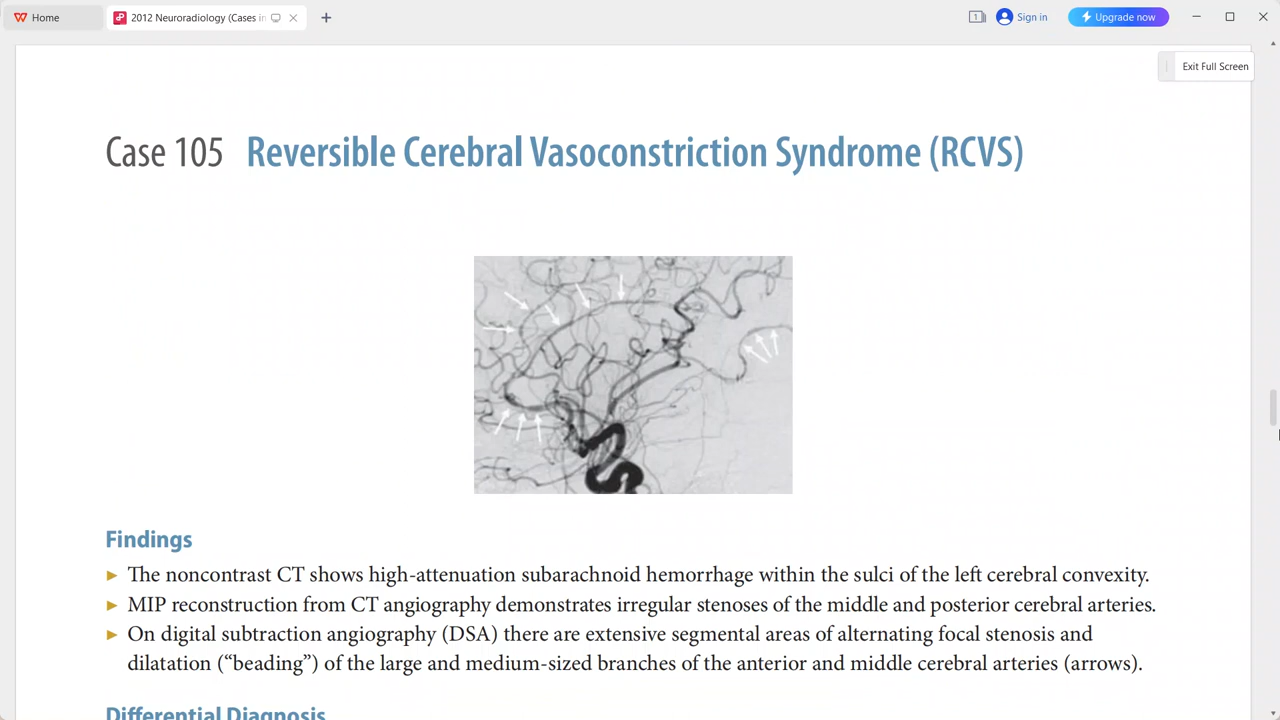 Home
2012 Neuroradiology (Cases in
1
Sign in
Upgrade now
Exit Full Screen
Case 105 Reversible Cerebral Vasoconstriction Syndrome (RCVS)
Findings
► The noncontrast CT shows high-attenuation subarachnoid hemorrhage within the sulci of the left cerebral convexity.
► MIP reconstruction from CT angiography demonstrates irregular stenoses of the middle and posterior cerebral arteries.
► On digital subtraction angiography (DSA) there are extensive segmental areas of alternating focal stenosis and
dilatation (“beading”) of the large and medium-sized branches of the anterior and middle cerebral arteries (arrows).
Differential Diagnosis